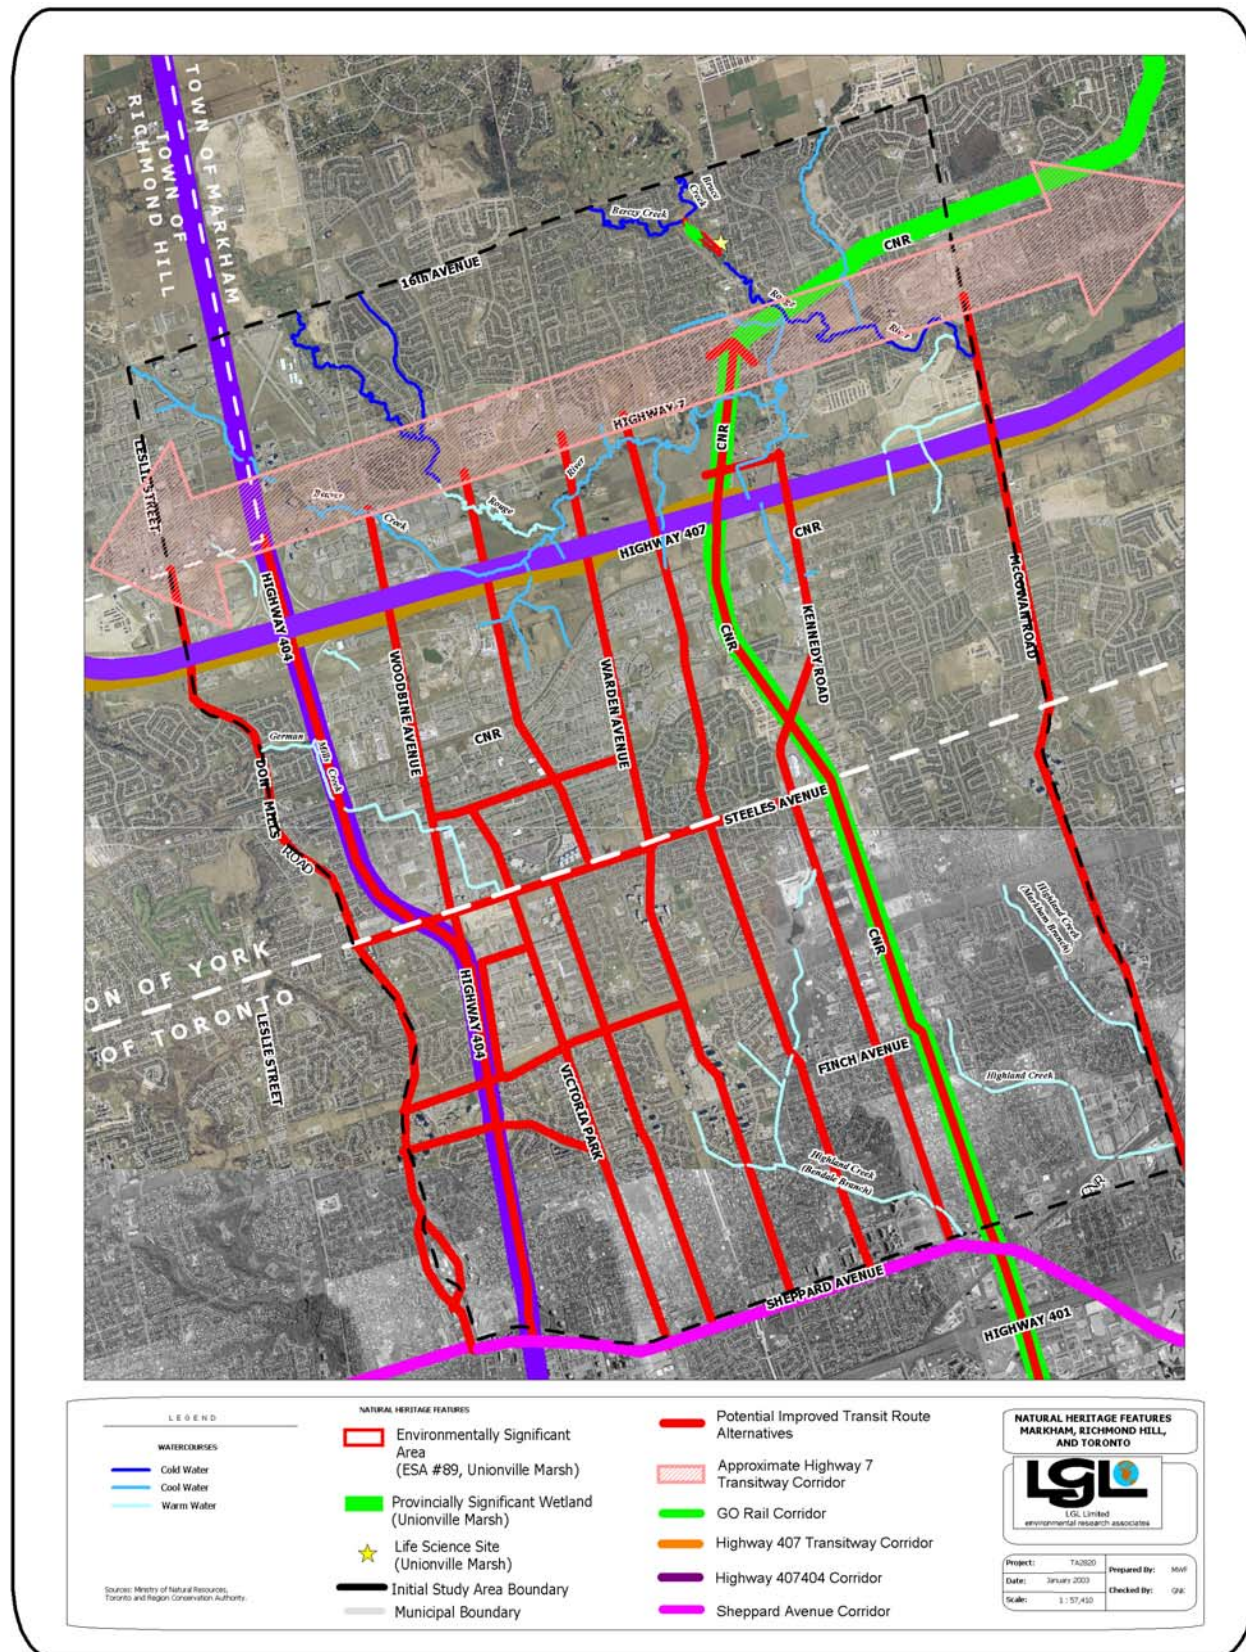 TOWN OF MARKHAM
TOWN OF
RICHMOND HILL
16th AVENUE
Berczy Creek
Bruce
Creek
CNR
Rouge
River
HIGHWAY 7
LESLIE STREET
Beaver
Creek
Rouge
River
CNR
HIGHWAY 407
CNR
HIGHWAY 404
WOODBINE AVENUE
WARDEN AVENUE
CNR
KENNEDY ROAD
McCOWAN ROAD
German
Mills
Creek
CNR
DON MILLS ROAD
STEELES AVENUE
Highland Creek
(Markham Branch)
CNR
ON OF YORK
OF TORONTO
LESLIE STREET
HIGHWAY 404
VICTORIA PARK
FINCH AVENUE
Highland Creek
Highland Creek
(Bendale Branch)
CNR
SHEPPARD AVENUE
HIGHWAY 401
LEGEND
WATERCOURSES
Cold Water
Cool Water
Warm Water
Sources: Ministry of Natural Resources,
Toronto and Region Conservation Authority.
NATURAL HERITAGE FEATURES
Environmentally Significant
Area
(ESA #89, Unionville Marsh)
Provincially Significant Wetland
(Unionville Marsh)
Life Science Site
(Unionville Marsh)
Initial Study Area Boundary
Municipal Boundary
Potential Improved Transit Route
Alternatives
Approximate Highway 7
Transitway Corridor
GO Rail Corridor
Highway 407 Transitway Corridor
Highway 407404 Corridor
Sheppard Avenue Corridor
NATURAL HERITAGE FEATURES
MARKHAM, RICHMOND HILL,
AND TORONTO
LGL
LGL Limited
environmental research associates
Project: TA2820
Date: January 2003
Scale: 1 : 57,410
Prepared By: MWF
Checked By: GNK